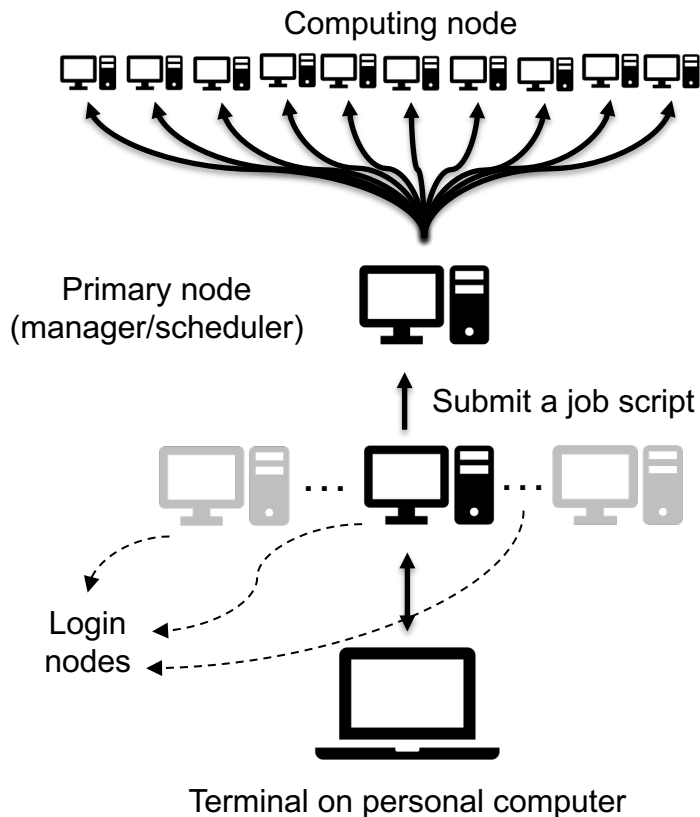 Computing node
Primary node
(manager/scheduler)
Submit a job script
...
...
Login
nodes
Terminal on personal computer